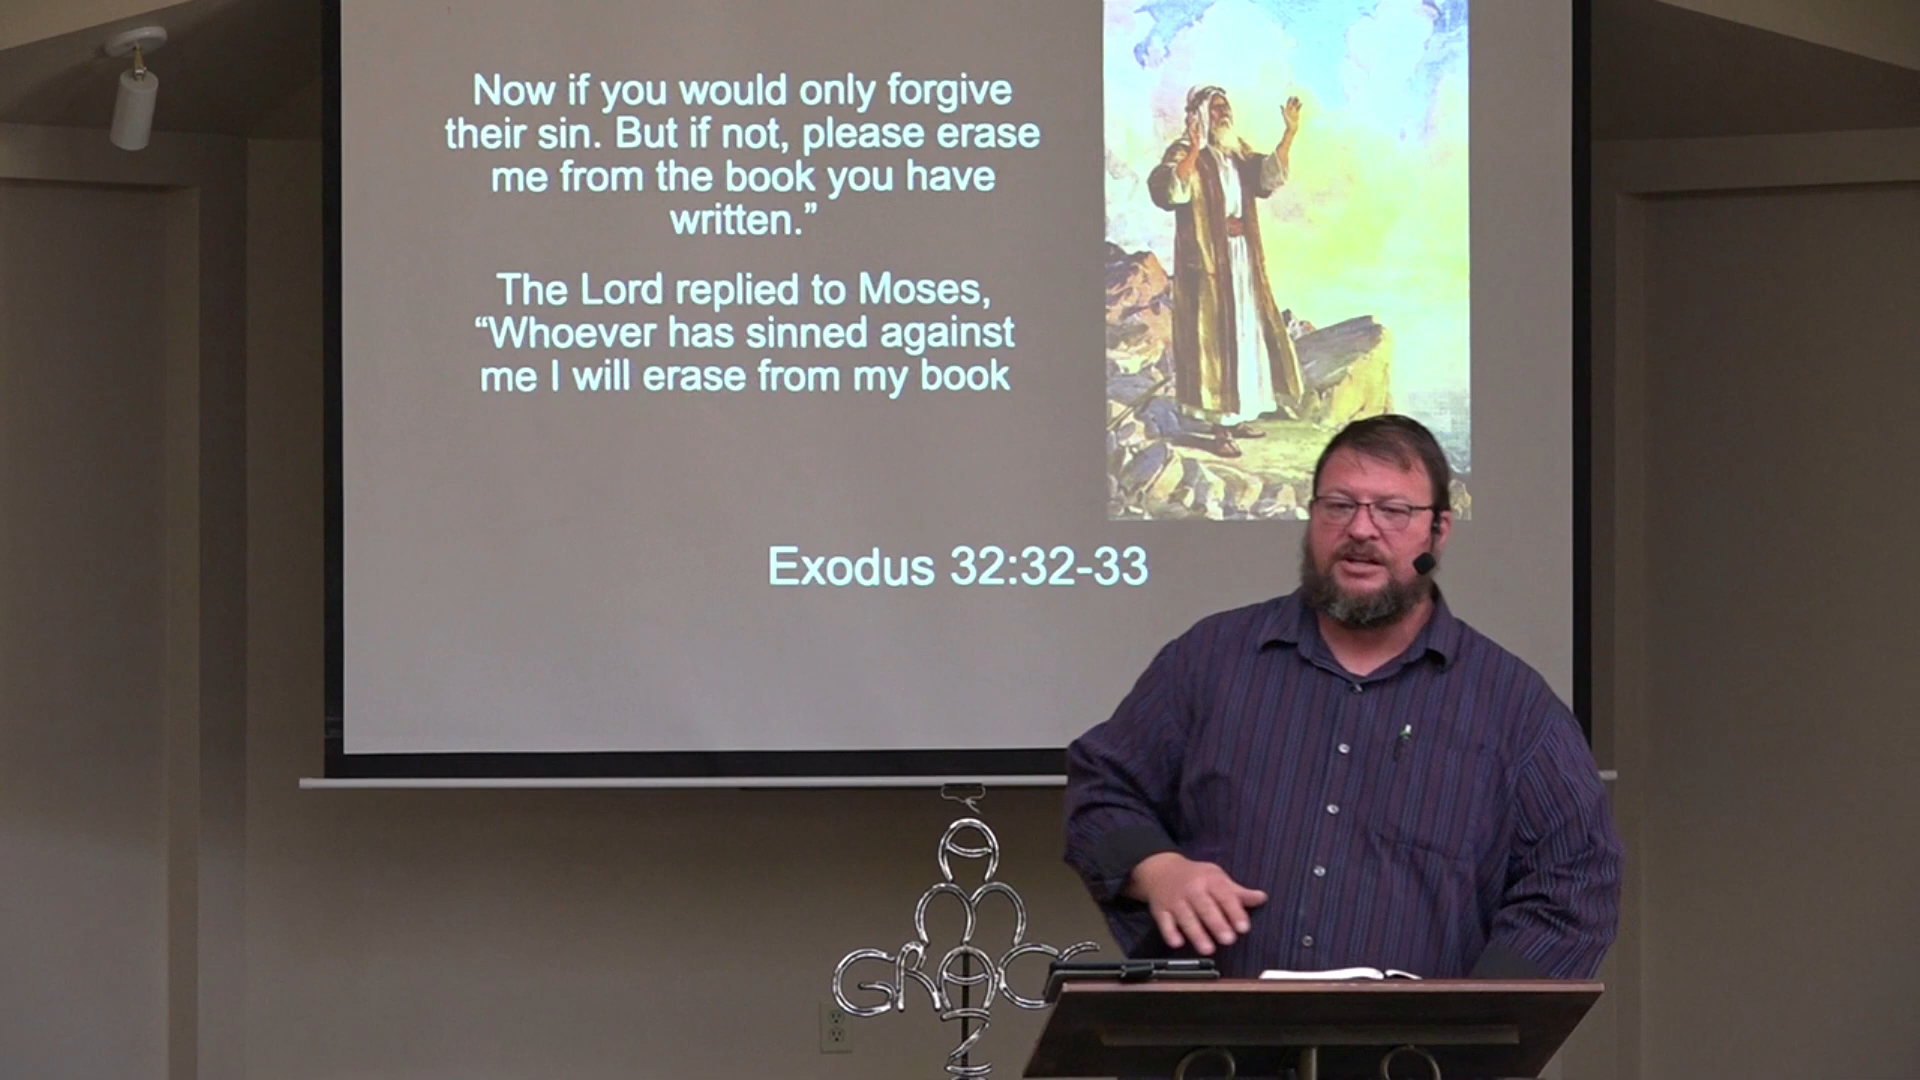 Now if you would only forgive
their sin. But if not, please erase
me from the book you have
written.”
The Lord replied to Moses,
“Whoever has sinned against
me I will erase from my book
Exodus 32:32-33
GRACE